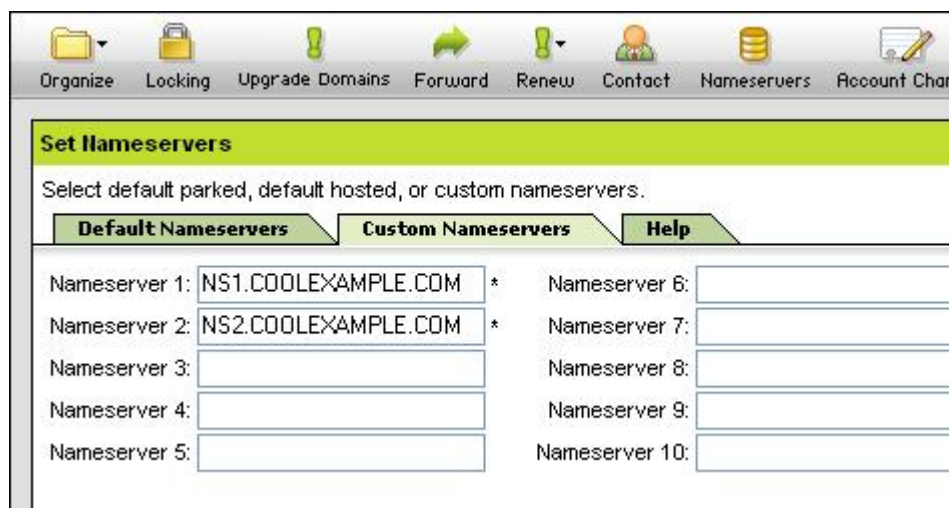 Organize Locking Upgrade Domains Forward Renew Contact Nameservers Account Chan
Set Nameservers
Select default parked, default hosted, or custom nameservers.
Default Nameservers Custom Nameservers Help
Nameserver 1: NS1.COOLEXAMPLE.COM * Nameserver 6:
Nameserver 2: NS2.COOLEXAMPLE.COM * Nameserver 7:
Nameserver 3: Nameserver 8:
Nameserver 4: Nameserver 9:
Nameserver 5: Nameserver 10: